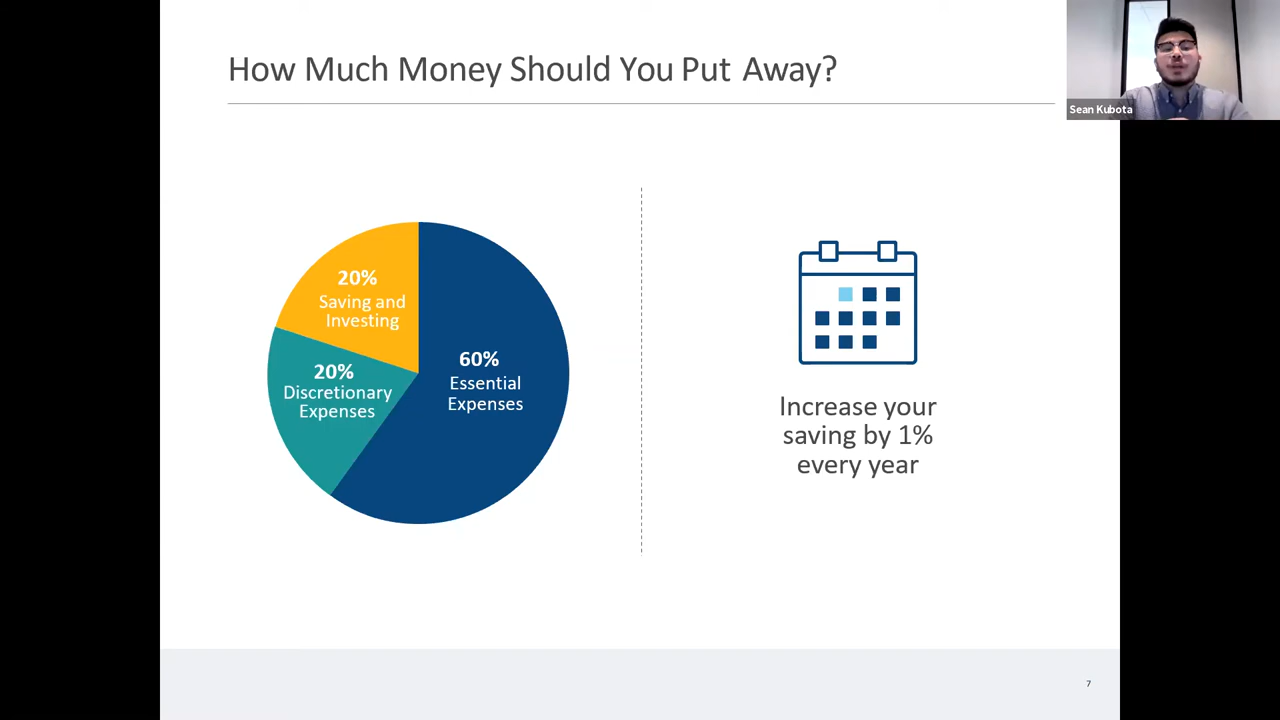 How Much Money Should You Put Away?
Sean Kubota
20%
Saving and
Investing
20%
Discretionary
Expenses
60%
Essential
Expenses
Increase your
saving by 1%
every year
7